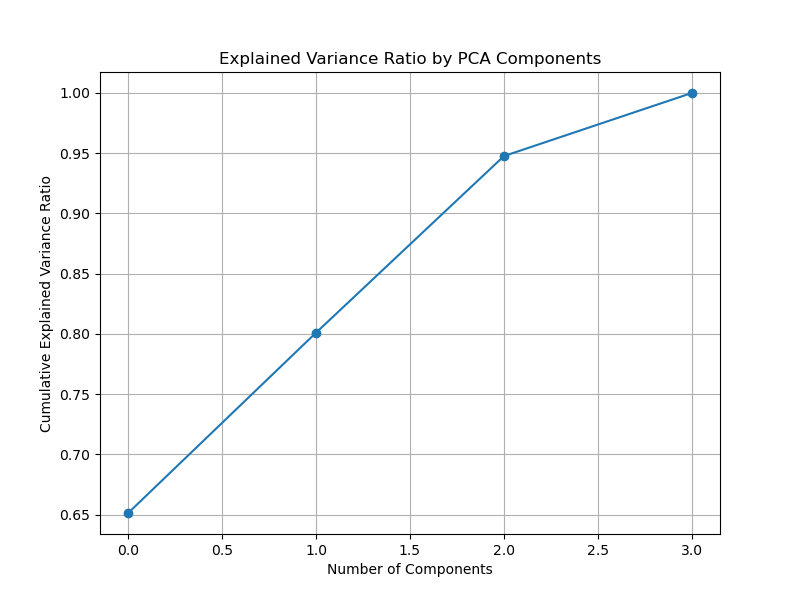 Explained Variance Ratio by PCA Components
1.00
0.95
0.90
0.85
0.80
0.75
0.70
0.65
Cumulative Explained Variance Ratio
0.0 0.5 1.0 1.5 2.0 2.5 3.0
Number of Components